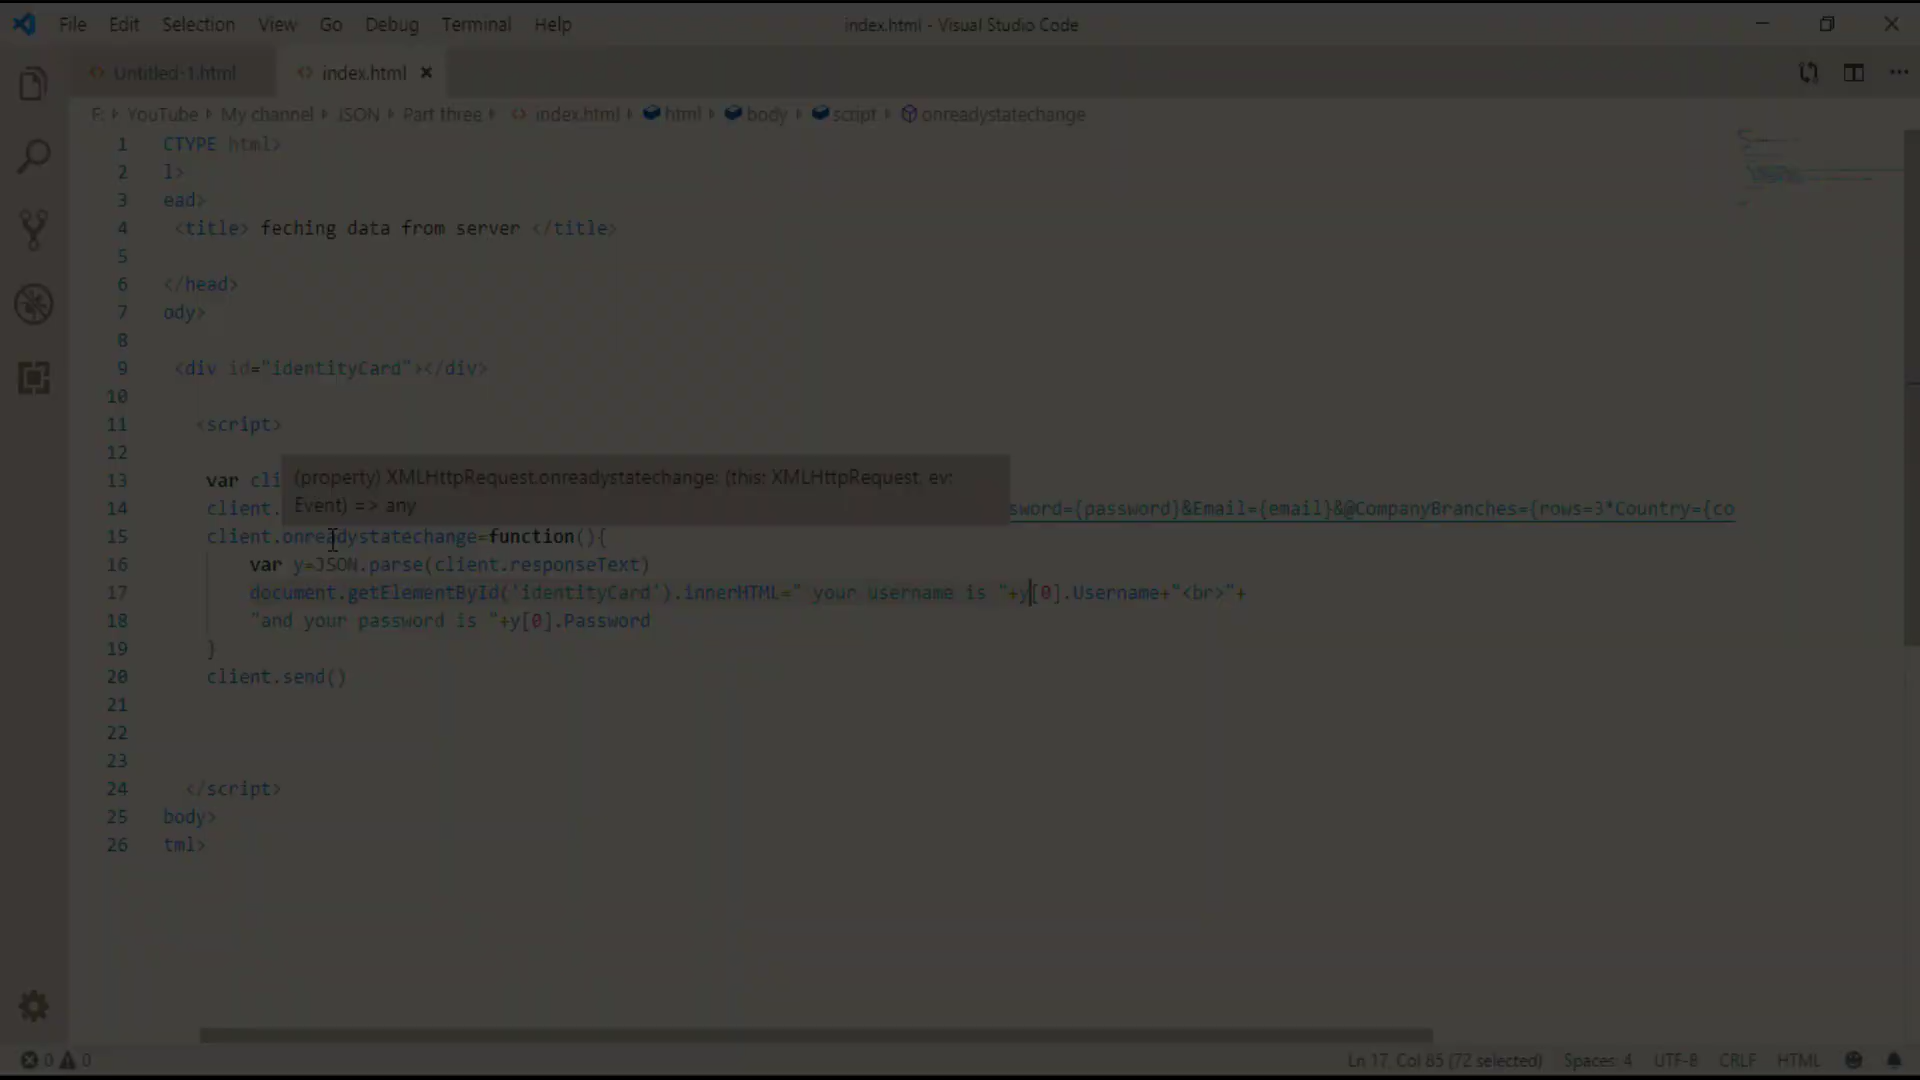 File Edit Selection View Go Debug Terminal Help index.html - Visual Studio Code
Untitled-1.html index.html
F: YouTube My channel JSON Part three index.html html body script onreadystatechange
1 CTYPE html>
2 l>
3 ead>
4 <title> feching data from server </title>
5
6 </head>
7 ody>
8
9 <div id="identityCard"></div>
10
11 <script>
12
(property) XMLHttpRequest.onreadystatechange: (this: XMLHttpRequest, ev:
Event) => any
13 var cli
14 client. sword={password}&Email={email}&@CompanyBranches={rows=3*Country={co
15 client.onreadystatechange=function(){
16 var y=JSON.parse(client.responseText)
17 document.getElementById('identityCard').innerHTML=" your username is "+y[0].Username+"<br>"+
18 "and your password is "+y[0].Password
19 }
20 client.send()
21
22
23
24 </script>
25 body>
26 tml>
0 0 Ln 17, Col 85 (72 selected) Spaces: 4 UTF-8 CRLF HTML